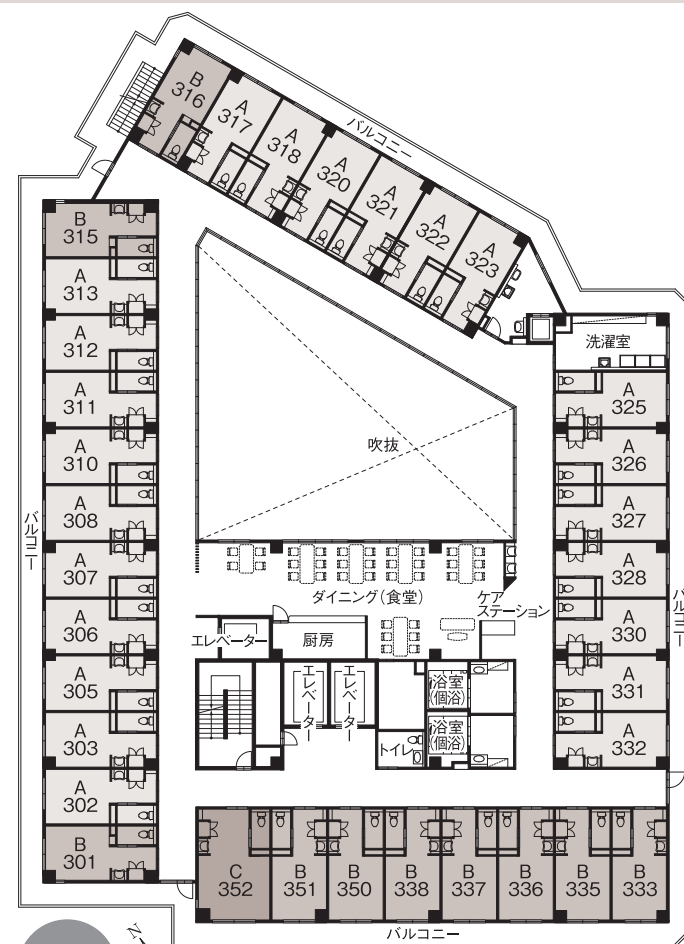 B
316
A
317
A
318
A
320
A
321
A
322
A
323
バルコニー
B
315
A
313
A
312
A
311
A
310
A
308
A
307
A
306
A
305
A
303
A
302
B
301
バルコニー
吹抜
洗濯室
A
325
A
326
A
327
A
328
A
330
A
331
A
332
バルコニー
ダイニング(食堂)
ケア
ステーション
エレベーター
厨房
エレベーター
エレベーター
浴室
(個浴)
浴室
(個浴)
トイレ
C
352
B
351
B
350
B
338
B
337
B
336
B
335
B
333
バルコニー
N